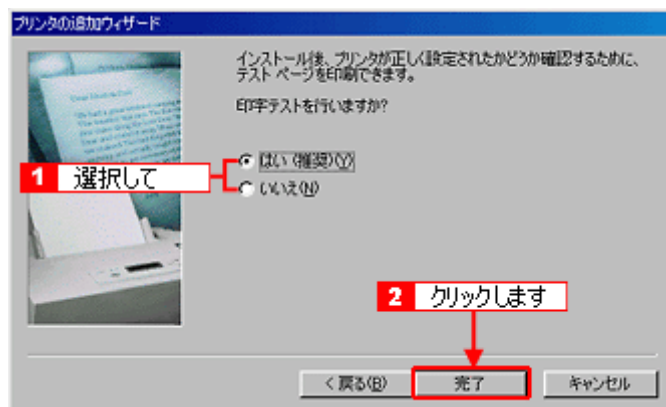 プリンタの追加ウィザード
インストール後、プリンタが正しく設定されたかどうか確認するために、
テスト ページを印刷できます。
印字テストを行いますか?
はい (推奨)(Y)
1 選択して
いいえ(N)
2 クリックします
< 戻る(B)
完了
キャンセル